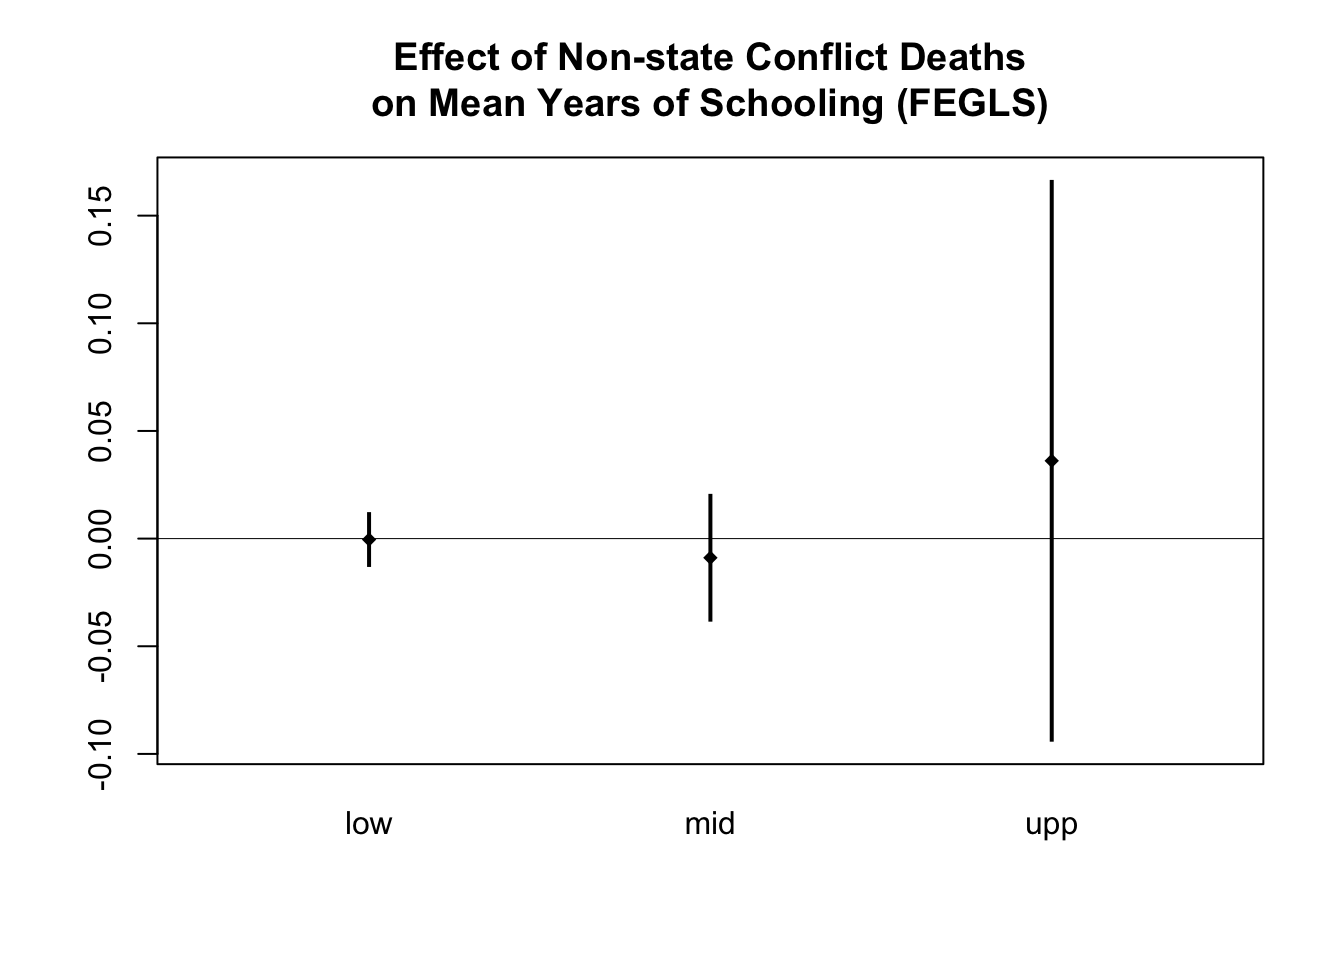 Effect of Non-state Conflict Deaths
on Mean Years of Schooling (FEGLS)
0.15
0.10
0.05
0.00
-0.05
-0.10
low mid upp